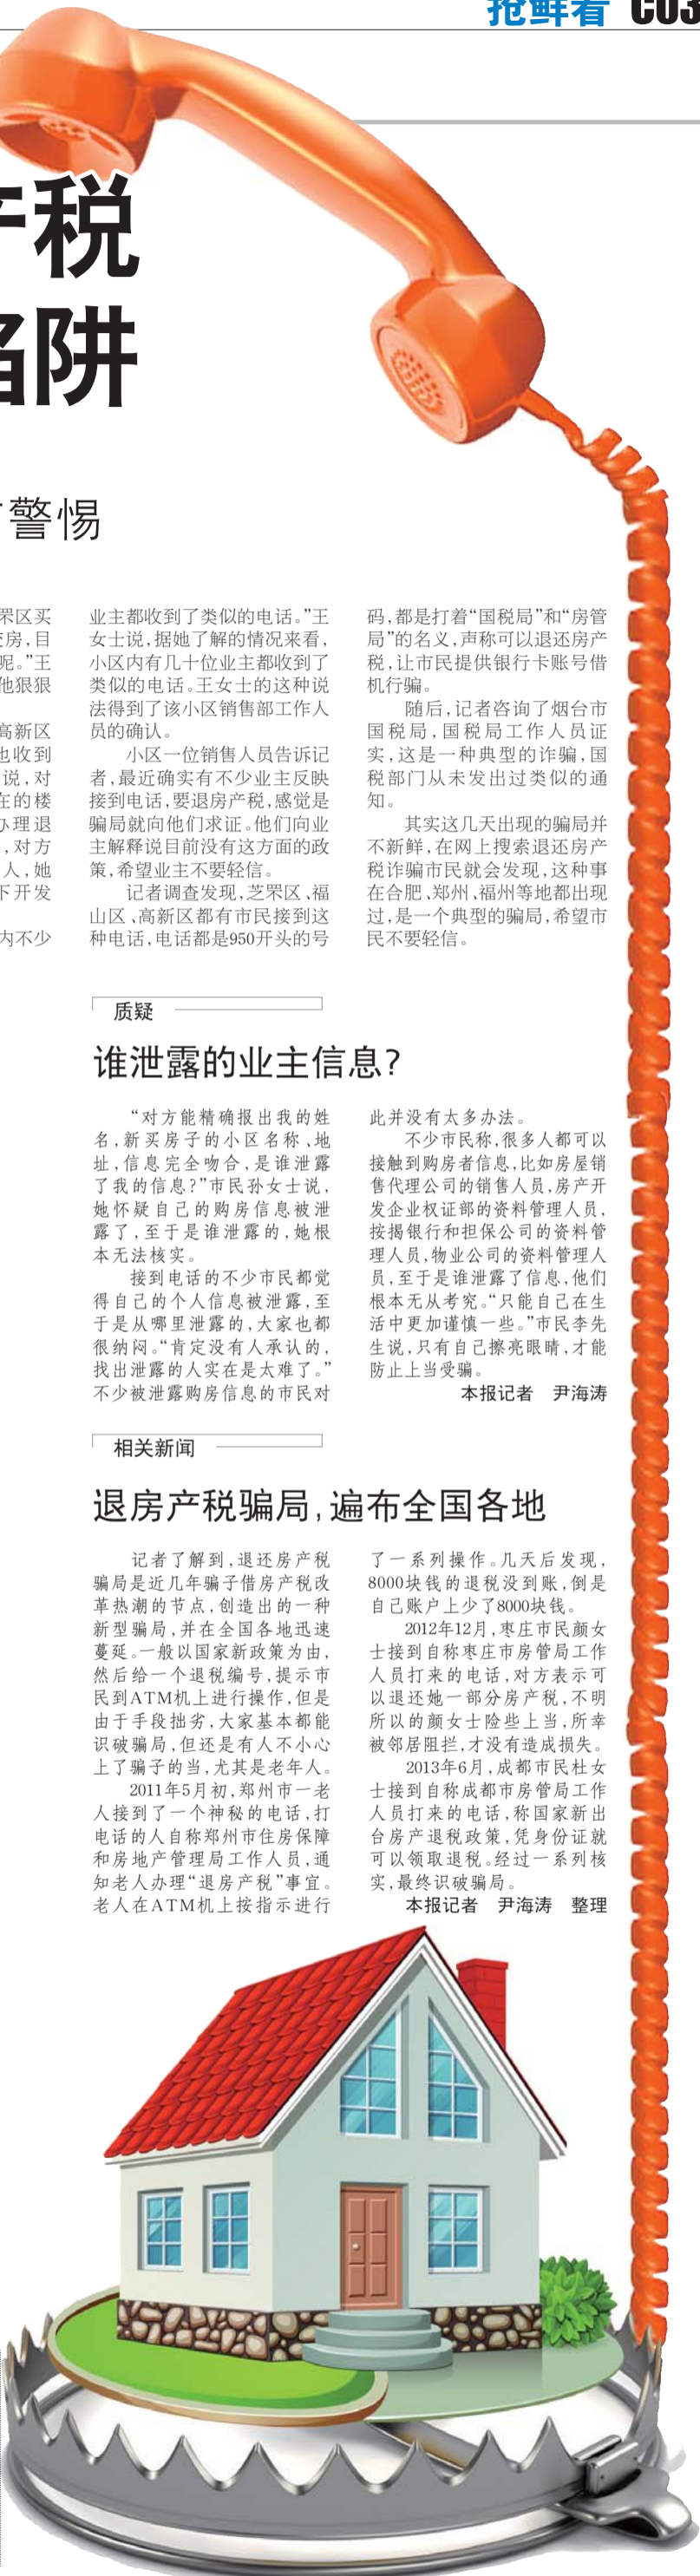 抢鲜看 C03
产税
陷阱
警惕
罘区买
房，目
呢。”王
他狠狠
高新区
也收到
说，对
在的楼
办理退
，对方
人，她
下开发
内不少
业主都收到了类似的电话。”王
女士说，据她了解的情况来看，
小区内有几十位业主都收到了
类似的电话。王女士的这种说
法得到了该小区销售部工作人
员的确认。
小区一位销售人员告诉记
者，最近确实有不少业主反映
接到电话，要退房产税，感觉是
骗局就向他们求证。他们向业
主解释说目前没有这方面的政
策，希望业主不要轻信。
记者调查发现，芝罘区、福
山区、高新区都有市民接到这
种电话，电话都是950开头的号
码，都是打着“国税局”和“房管
局”的名义，声称可以退还房产
税，让市民提供银行卡账号借
机行骗。
随后，记者咨询了烟台市
国税局，国税局工作人员证
实，这是一种典型的诈骗，国
税部门从未发出过类似的通
知。
其实这几天出现的骗局并
不新鲜，在网上搜索退还房产
税诈骗市民就会发现，这种事
在合肥、郑州、福州等地都出现
过，是一个典型的骗局，希望市
民不要轻信。
质疑
谁泄露的业主信息？
“对方能精确报出我的姓
名，新买房子的小区名称、地
址，信息完全吻合，是谁泄露
了我的信息？”市民孙女士说，
她怀疑自己的购房信息被泄
露了，至于是谁泄露的，她根
本无法核实。
接到电话的不少市民都觉
得自己的个人信息被泄露，至
于是从哪里泄露的，大家也都
很纳闷。“肯定没有人承认的，
找出泄露的人实在是太难了。”
不少被泄露购房信息的市民对
此并没有太多办法。
不少市民称，很多人都可以
接触到购房者信息，比如房屋销
售代理公司的销售人员，房产开
发企业权证部的资料管理人员，
按揭银行和担保公司的资料管
理人员，物业公司的资料管理人
员，至于是谁泄露了信息，他们
根本无从考究。“只能自己在生
活中更加谨慎一些。”市民李先
生说，只有自己擦亮眼睛，才能
防止上当受骗。
本报记者 尹海涛
相关新闻
退房产税骗局，遍布全国各地
记者了解到，退还房产税
骗局是近几年骗子借房产税改
革热潮的节点，创造出的一种
新型骗局，并在全国各地迅速
蔓延。一般以国家新政策为由，
然后给一个退税编号，提示市
民到ATM机上进行操作，但是
由于手段拙劣，大家基本都能
识破骗局，但还是有人不小心
上了骗子的当，尤其是老年人。
2011年5月初，郑州市一老
人接到了一个神秘的电话，打
电话的人自称郑州市住房保障
和房地产管理局工作人员，通
知老人办理“退房产税”事宜。
老人在ATM机上按指示进行
了一系列操作。几天后发现，
8000块钱的退税没到账，倒是
自己账户上少了8000块钱。
2012年12月，枣庄市民颜女
士接到自称枣庄市房管局工作
人员打来的电话，对方表示可
以退还她一部分房产税，不明
所以的颜女士险些上当，所幸
被邻居阻拦，才没有造成损失。
2013年6月，成都市民杜女
士接到自称成都市房管局工作
人员打来的电话，称国家新出
台房产退税政策，凭身份证就
可以领取退税。经过一系列核
实，最终识破骗局。
本报记者 尹海涛 整理